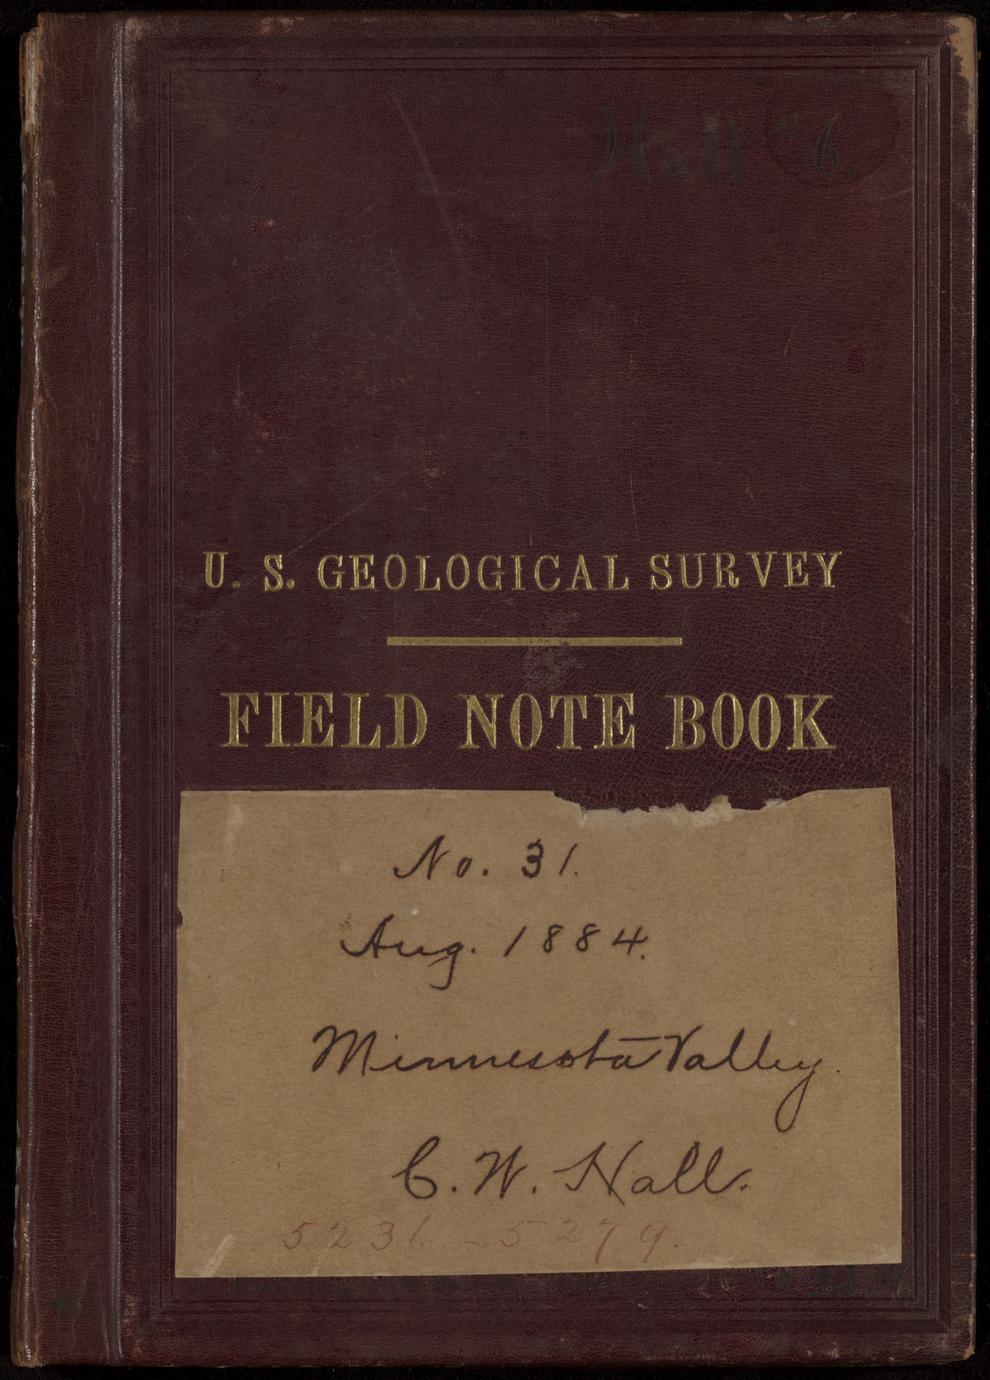 Hall #6.
U. S. GEOLOGICAL SURVEY
FIELD NOTE BOOK
No. 31.
Aug. 1884.
Minnesota Valley.
C. W. Hall.
5236 - 5279.